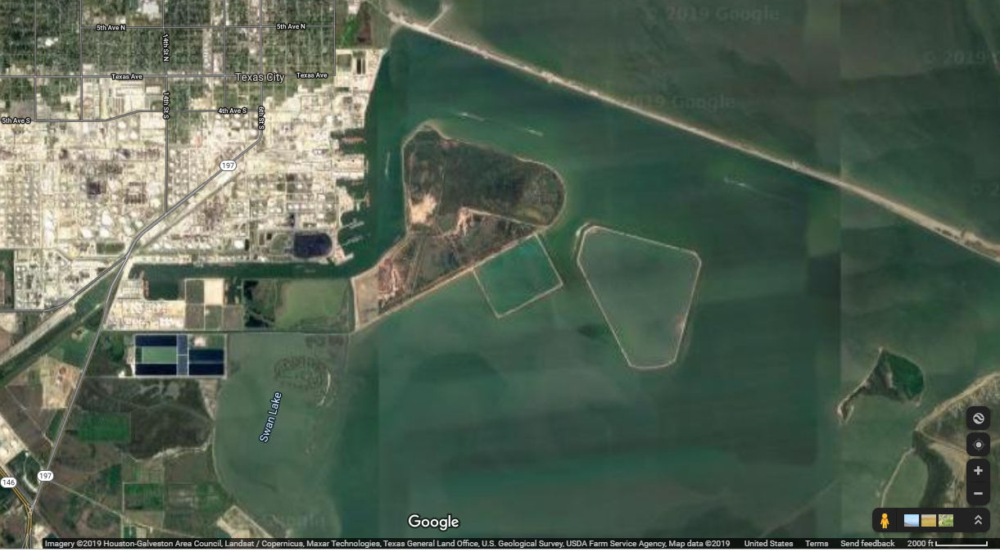 © 2019 Google
5th Ave N
5th Ave N
14th St N
© 2019
Texas Ave
Texas City
Texas Ave
14th St S
2019 Google
4th Ave S
6th St S
5th Ave S
197
Swan Lake
197
146
Google
Google
Imagery ©2019 Houston-Galveston Area Council, Landsat / Copernicus, Maxar Technologies, Texas General Land Office, U.S. Geological Survey, USDA Farm Service Agency, Map data ©2019 United States Terms Send feedback 2000 ft